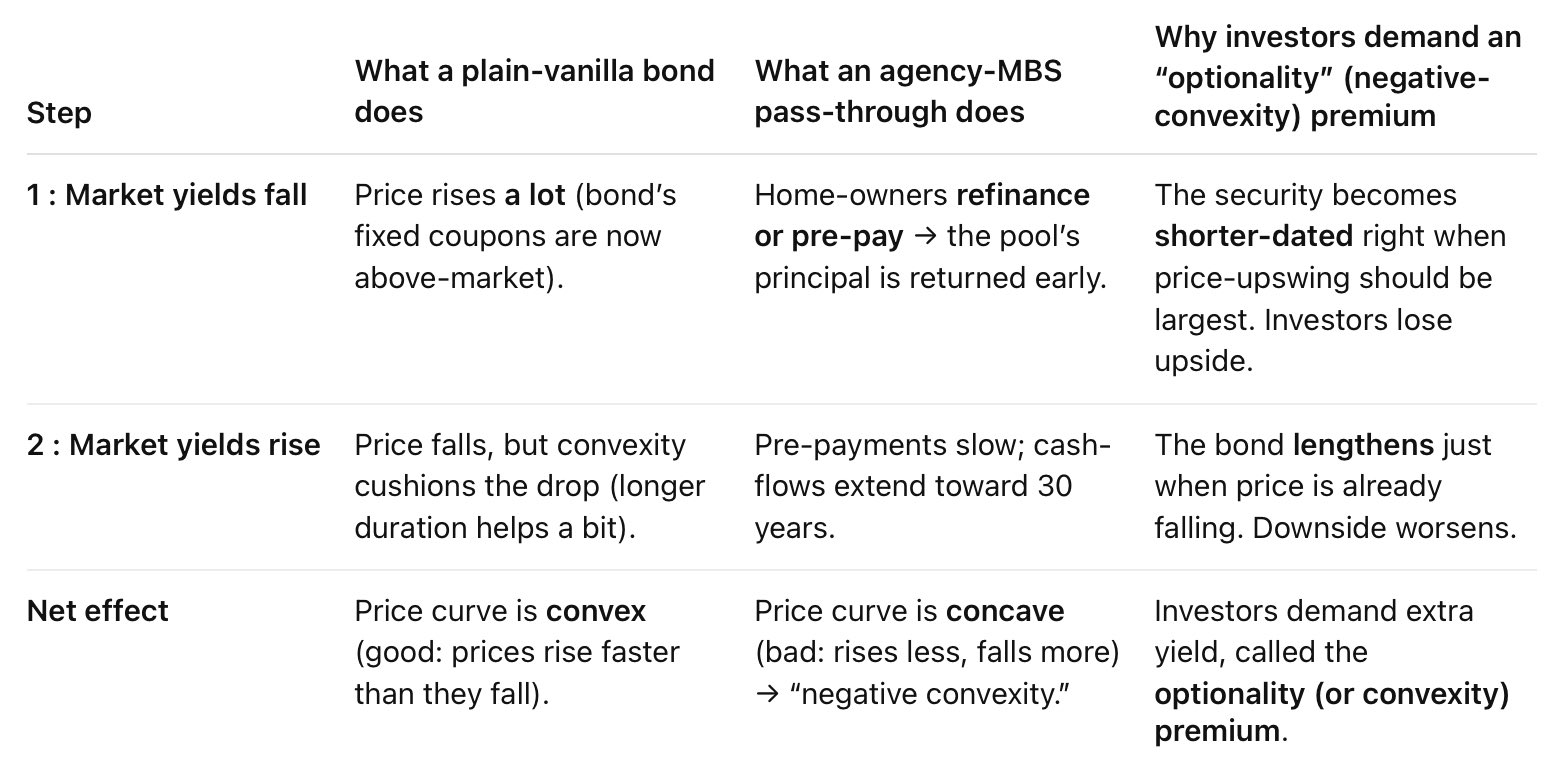 Step
What a plain-vanilla bond
does
What an agency-MBS
pass-through does
Why investors demand an
“optionality” (negative-
convexity) premium
1 : Market yields fall
Price rises a lot (bond’s
fixed coupons are now
above-market).
Home-owners refinance
or pre-pay → the pool’s
principal is returned early.
The security becomes
shorter-dated right when
price-upswing should be
largest. Investors lose
upside.
2 : Market yields rise
Price falls, but convexity
cushions the drop (longer
duration helps a bit).
Pre-payments slow; cash-
flows extend toward 30
years.
The bond lengthens just
when price is already
falling. Downside worsens.
Net effect
Price curve is convex
(good: prices rise faster
than they fall).
Price curve is concave
(bad: rises less, falls more)
→ “negative convexity.”
Investors demand extra
yield, called the
optionality (or convexity)
premium.